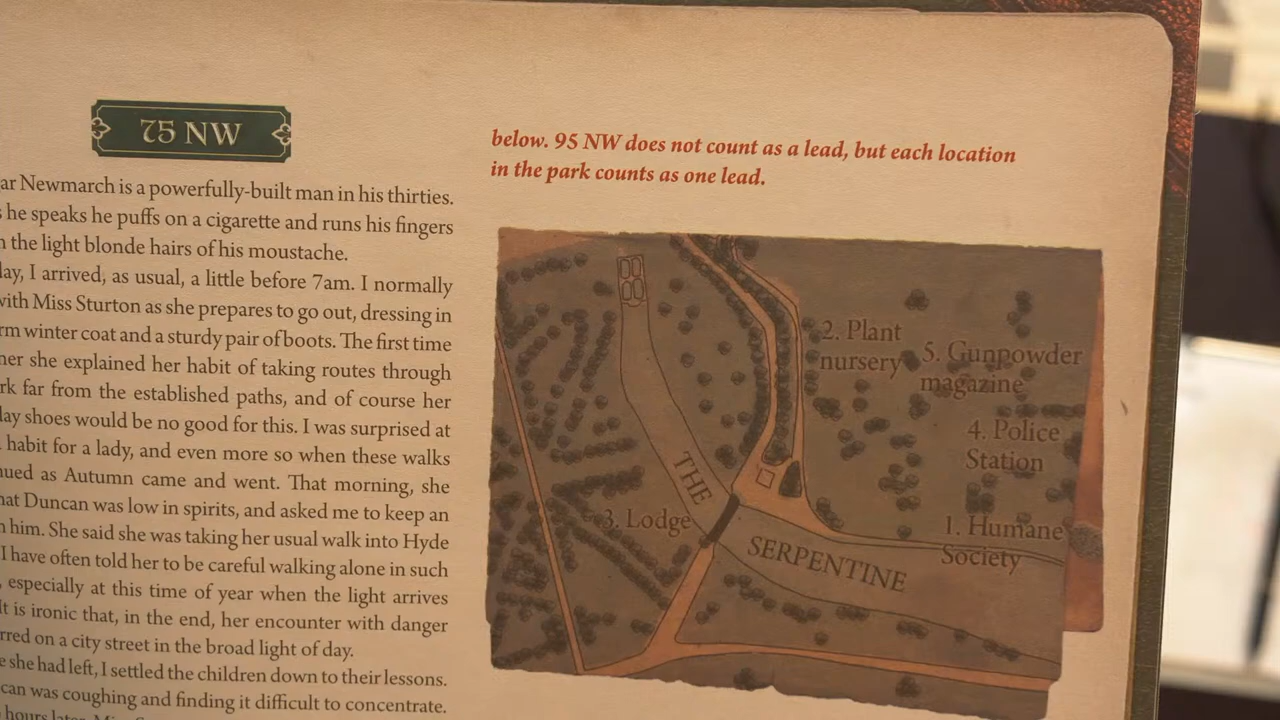 75 NW
ar Newmarch is a powerfully-built man in his thirties.
he speaks he puffs on a cigarette and runs his fingers
the light blonde hairs of his moustache.
lay, I arrived, as usual, a little before 7am. I normally
with Miss Sturton as she prepares to go out, dressing in
rm winter coat and a sturdy pair of boots. The first time
her she explained her habit of taking routes through
rk far from the established paths, and of course her
lay shoes would be no good for this. I was surprised at
habit for a lady, and even more so when these walks
nued as Autumn came and went. That morning, she
hat Duncan was low in spirits, and asked me to keep an
n him. She said she was taking her usual walk into Hyde
I have often told her to be careful walking alone in such
, especially at this time of year when the light arrives
It is ironic that, in the end, her encounter with danger
rred on a city street in the broad light of day.
e she had left, I settled the children down to their lessons.
can was coughing and finding it difficult to concentrate.
hours later,
below. 95 NW does not count as a lead, but each location
in the park counts as one lead.
2. Plant
nursery
5. Gunpowder
magazine
4. Police
Station
THE
3. Lodge
1. Humane
Society
SERPENTINE